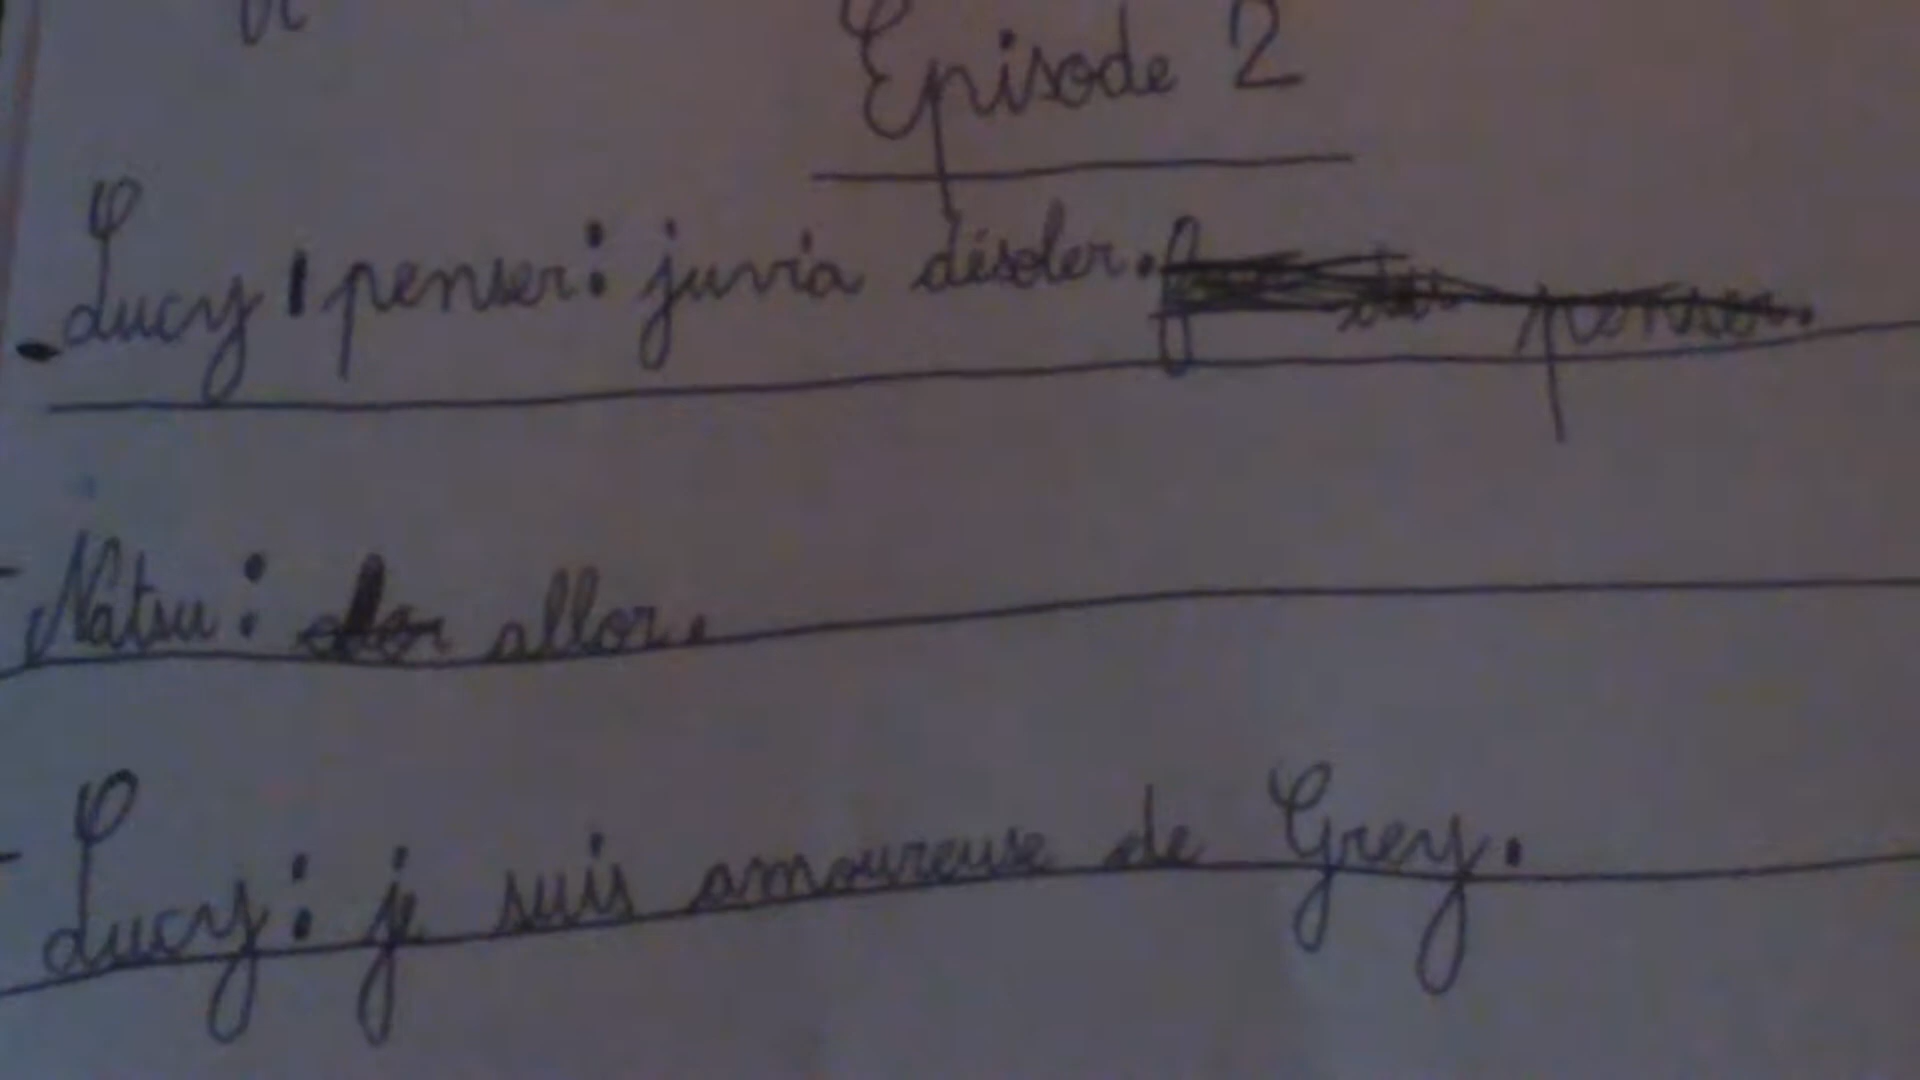 Episode 2
- Lucy | penser: juvia désoler.
- Natsu: allor.
- Lucy: je suis amoureuse de Grey.